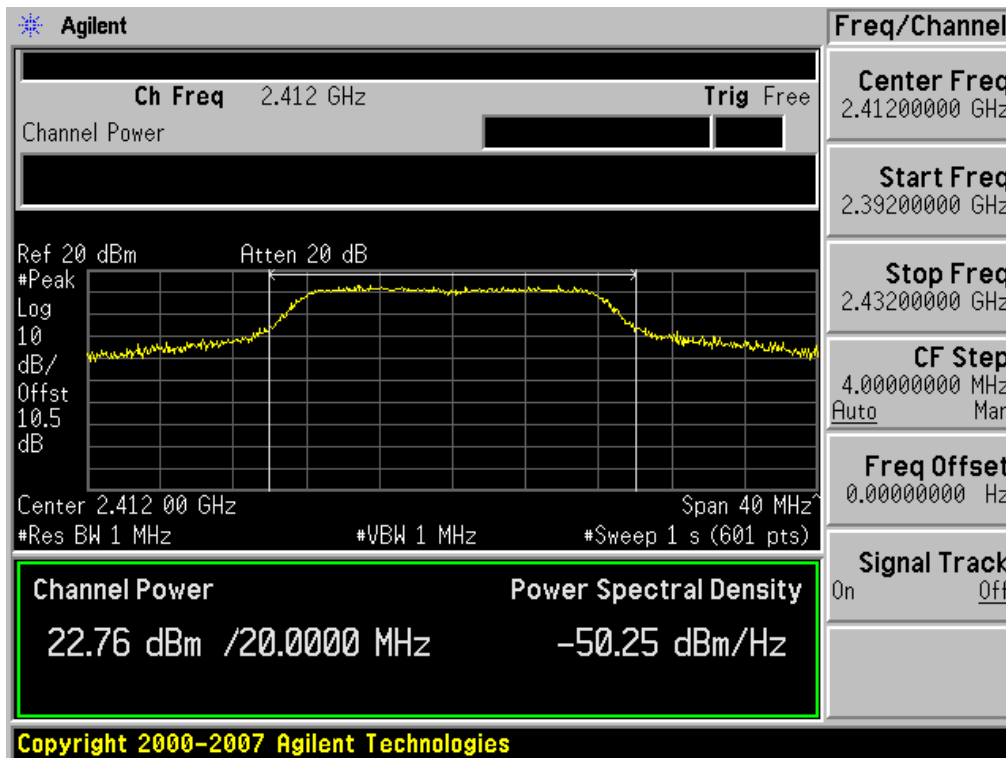 Agilent
Freq/Channel
Ch Freq 2.412 GHz Trig Free
Channel Power
Center Freq
2.41200000 GHz
Start Freq
2.39200000 GHz
Ref 20 dBm Atten 20 dB
#Peak
Log
10
dB/
Offst
10.5
dB
Stop Freq
2.43200000 GHz
CF Step
4.00000000 MHz
Auto Man
Freq Offset
0.00000000 Hz
Center 2.412 00 GHz Span 40 MHz^
#Res BW 1 MHz #VBW 1 MHz #Sweep 1 s (601 pts)
Signal Track
On Off
Channel Power Power Spectral Density
22.76 dBm /20.0000 MHz -50.25 dBm/Hz
Copyright 2000-2007 Agilent Technologies